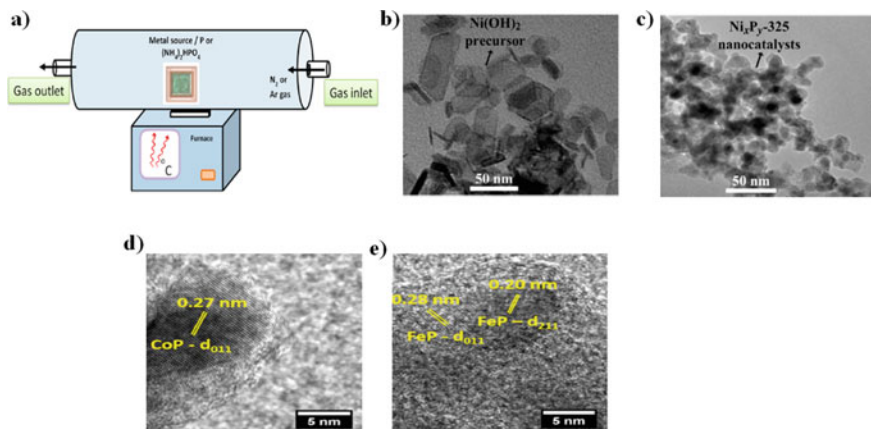 a)
Metal source / P or
(NH₄)₂HPO₄
Gas outlet
N₂ or
Ar gas
Gas inlet
Furnace
°C
b)
Ni(OH)₂
precursor
50 nm
c)
NiₓPᵧ-325
nanocatalysts
50 nm
d)
0.27 nm
CoP - d₀₁₁
5 nm
e)
0.28 nm
0.20 nm
FeP - d₂₁₁
FeP - d₀₁₁
5 nm